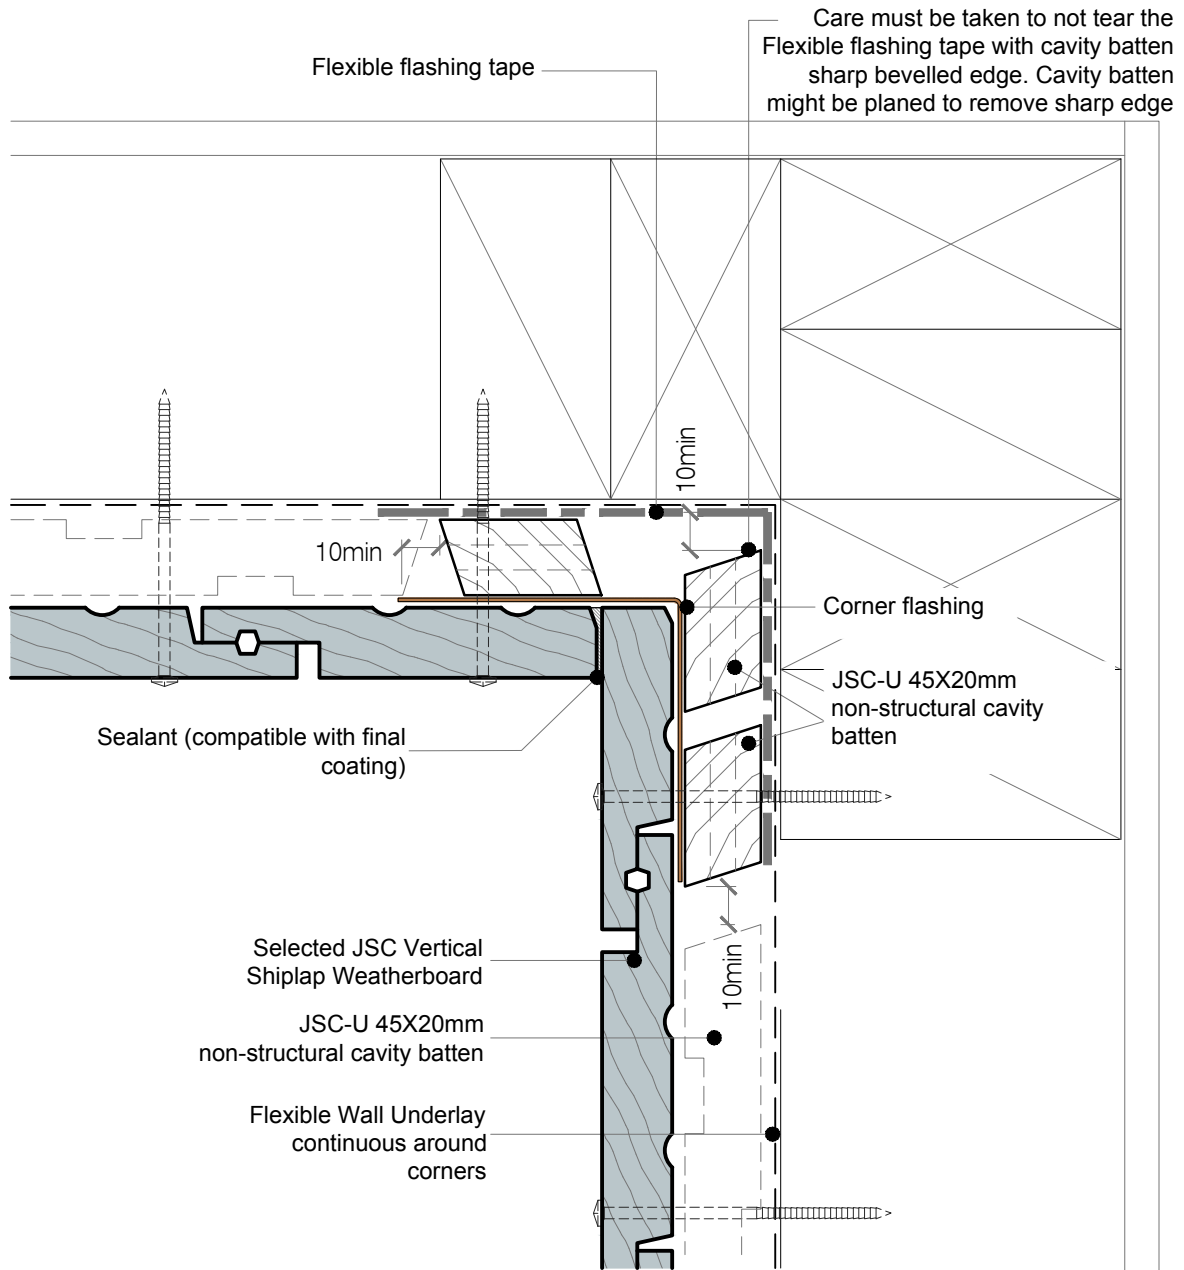 Care must be taken to not tear the
Flexible flashing tape with cavity batten
sharp bevelled edge. Cavity batten
might be planed to remove sharp edge
Flexible flashing tape
10min
10min
Corner flashing
JSC-U 45X20mm
non-structural cavity
batten
Sealant (compatible with final
coating)
Selected JSC Vertical
Shiplap Weatherboard
10min
JSC-U 45X20mm
non-structural cavity batten
Flexible Wall Underlay
continuous around
corners